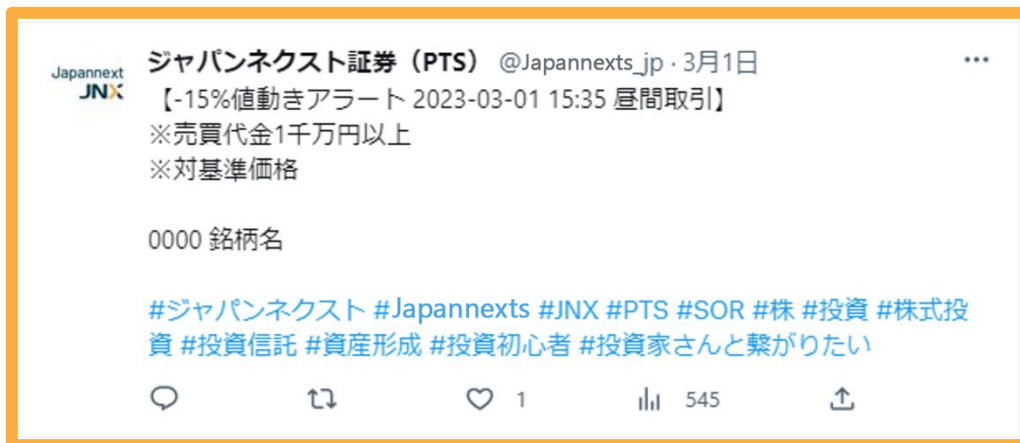 Japannext
JNX
ジャパンネクスト証券（PTS） @Japannexts_jp · 3月1日
【-15%値動きアラート 2023-03-01 15:35 昼間取引】
※売買代金1千万円以上
※対基準価格
0000 銘柄名
#ジャパンネクスト #Japannexts #JNX #PTS #SOR #株 #投資 #株式投
資 #投資信託 #資産形成 #投資初心者 #投資家さんと繋がりたい
1 545